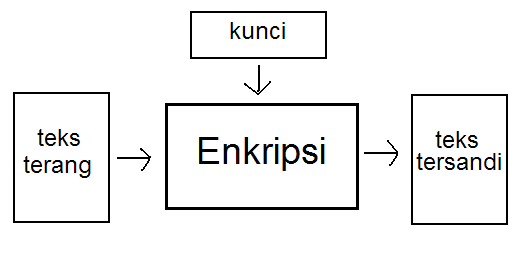 kunci
teks
terang
Enkripsi
teks
tersandi